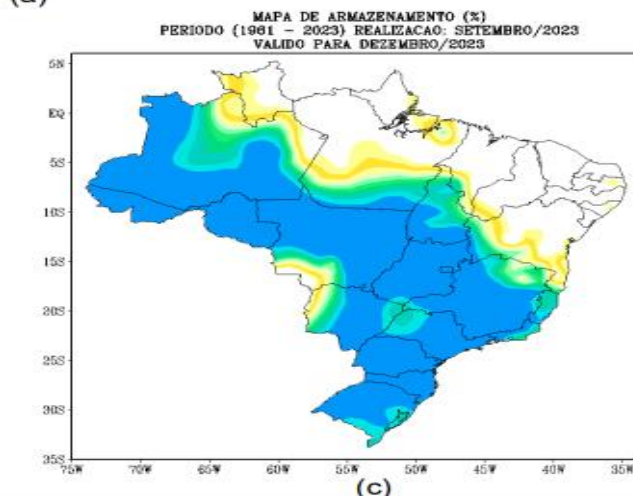 MAPA DE ARMAZENAMENTO (%)
PERIODO (1961 - 2023) REALIZACAO: SETEMBRO/2023
VALIDO PARA DEZEMBRO/2023
5N
EQ
5S
10S
15S
20S
25S
30S
35S
75W 70W 65W 60W 55W 50W 45W 40W 35W
(c)